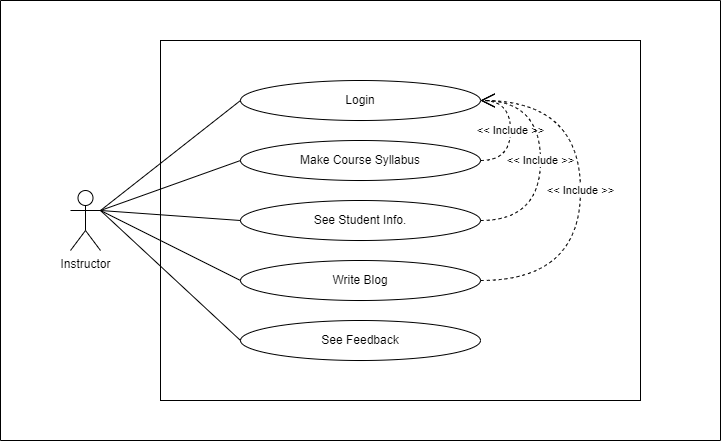 Login
<< Include >>
Make Course Syllabus
<< Include >>
<< Include >>
See Student Info.
Instructor
Write Blog
See Feedback